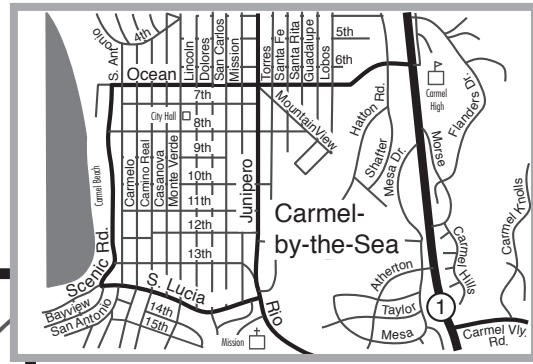 S. Antonio
4th
Lincoln
Dolores
San Carlos
Mission
Torres
Santa Fe
Santa Rita
Guadalupe
Lobos
5th
6th
Ocean
7th
City Hall
8th
9th
10th
11th
12th
13th
Carmel Beach
Carmelo
Camino Real
Casanova
Monte Verde
Junipero
Mountain View
Hatton Rd.
Shafter
Mesa Dr.
Carmel
High
Flanders Dr.
Morse
Carmel Knolls
Carmel-
by-the-Sea
Scenic Rd.
S. Lucia
Bayview
San Antonio
14th
15th
Rio
Mission
Atherton
Taylor
Mesa
Carmel Hills
1
Carmel Vly.
Rd.